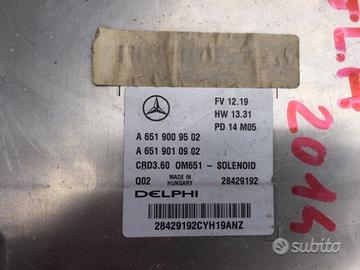 FV 12.19
HW 13.31
PD 14 M05
A 651 900 95 02
A 651 901 09 02
CRD3.60 OM651 - SOLENOID
Q02 MADE IN HUNGARY 28429192
DELPHI
28429192CYH19ANZ
2014
subito